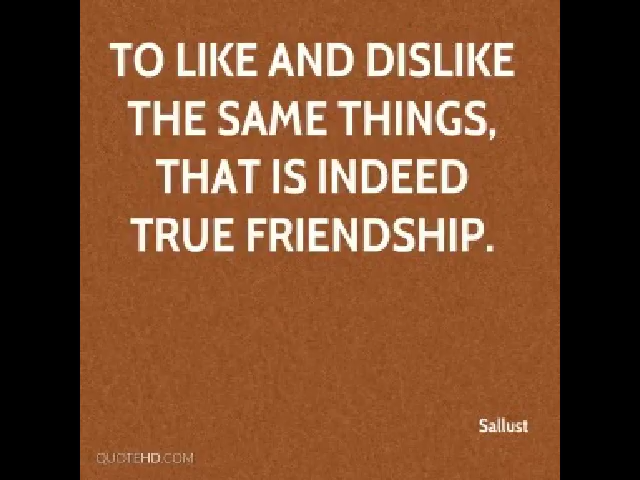 TO LIKE AND DISLIKE
THE SAME THINGS,
THAT IS INDEED
TRUE FRIENDSHIP.
Sallust
QUOTEHD.COM